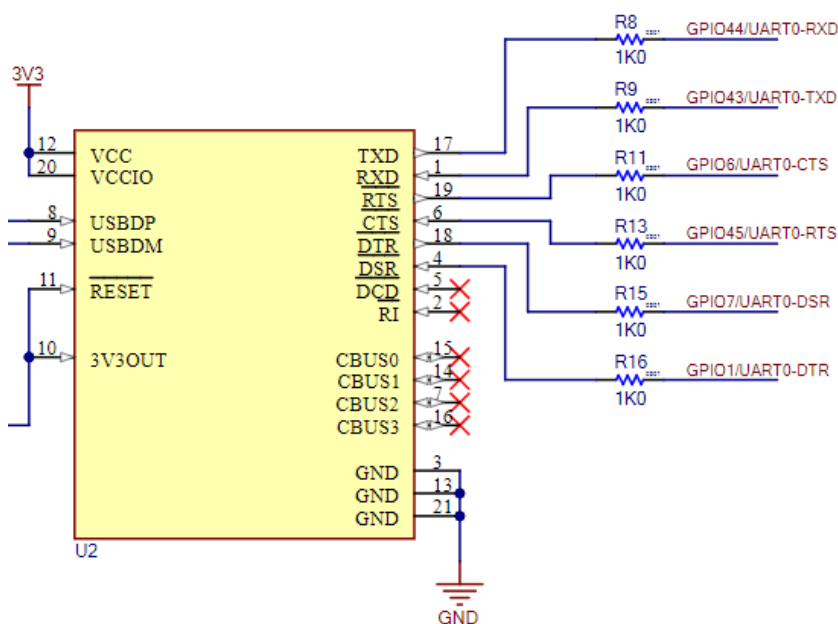 R8 GPIO44/UART0-RXD
1K0
3V3
R9 GPIO43/UART0-TXD
1K0
12 VCC TXD 17
20 VCCIO RXD 1
R11 GPIO6/UART0-CTS
1K0
RTS 19
8 USBDP CTS 6
R13 GPIO45/UART0-RTS
1K0
9 USBDM DTR 18
DSR 4
11 RESET DCD 5
R15 GPIO7/UART0-DSR
1K0
RI 2
10 3V3OUT CBUS0 15
R16 GPIO1/UART0-DTR
1K0
CBUS1 14
CBUS2 7
CBUS3 16
GND 3
GND 13
GND 21
U2
GND